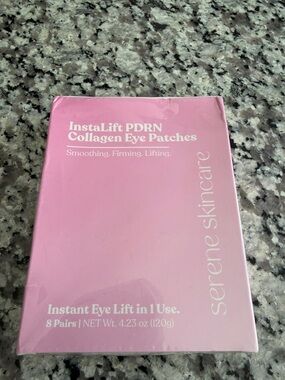 InstaLift PDRN
Collagen Eye Patches
Smoothing. Firming. Lifting.
serene skincare
Instant Eye Lift in 1 Use.
8 Pairs | NET Wt. 4.23 oz (120g)